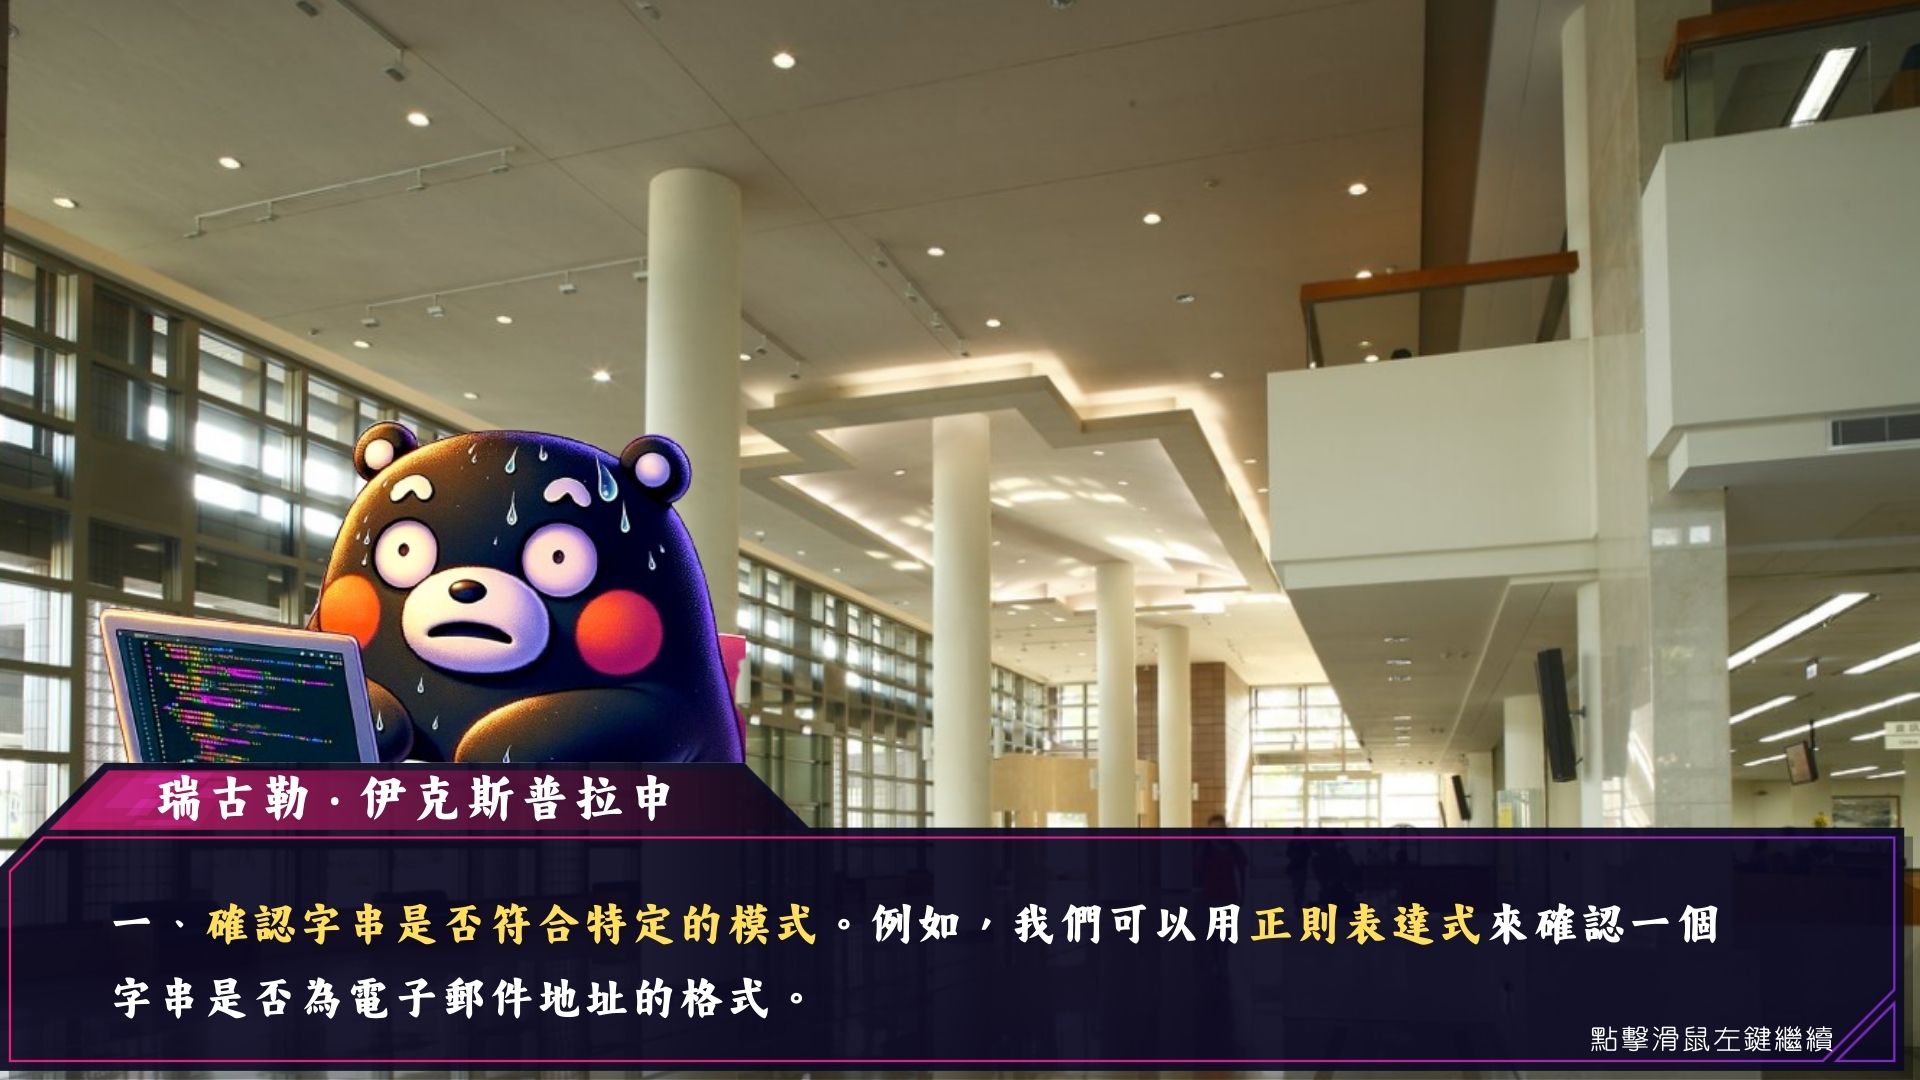 瑞古勒·伊克斯普拉申
一、確認字串是否符合特定的模式。例如，我們可以用正則表達式來確認一個
字串是否為電子郵件地址的格式。
點擊滑鼠左鍵繼續